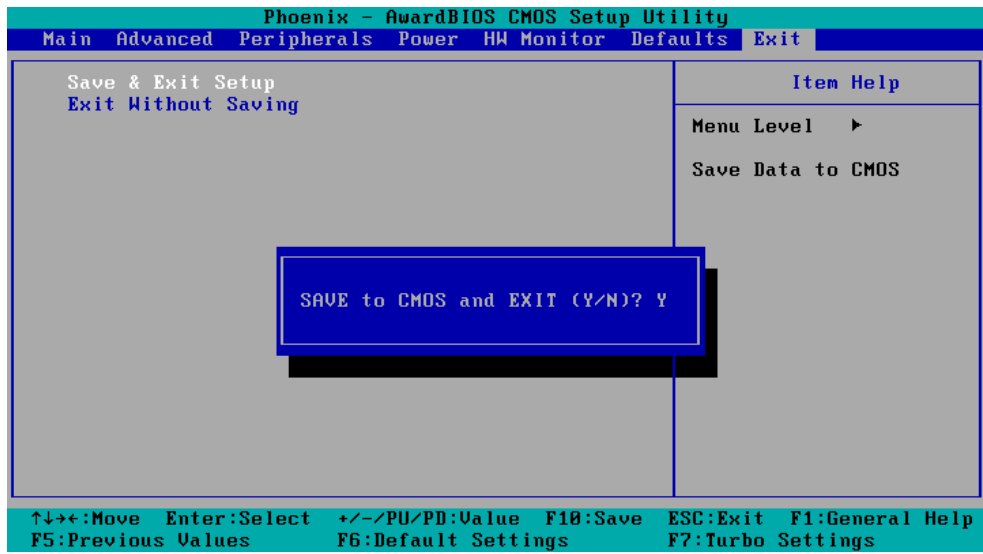 Phoenix - AwardBIOS CMOS Setup Utility
Main Advanced Peripherals Power HW Monitor Defaults Exit
Save & Exit Setup
Exit Without Saving
Item Help
Menu Level ▶
Save Data to CMOS
SAVE to CMOS and EXIT (Y/N)? Y
↑↓→←:Move Enter:Select +/-/PU/PD:Value F10:Save ESC:Exit F1:General Help
F5:Previous Values F6:Default Settings F7:Turbo Settings